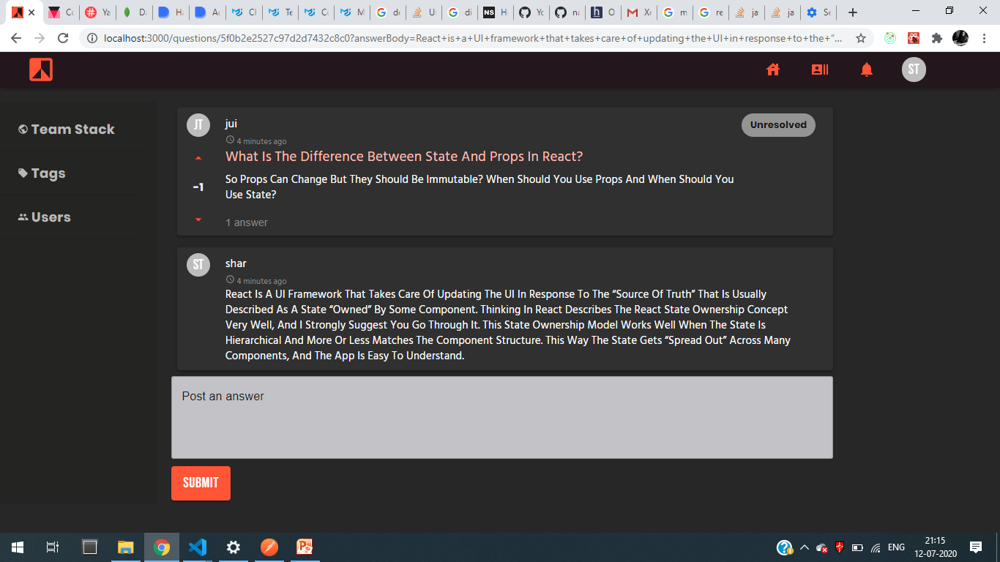 Co
Ya
Da
Ha
Ac
Cl
Te
Co
M
de
Ui
di
NS
He
Yo
na
h
O
Xe
m
re
ja
ja
Se
localhost:3000/questions/5f0b2e2527c97d2d7432c8c0?answerBody=React+is+a+UI+framework+that+takes+care+of+updating+the+UI+in+response+to+the+"...
ST
Team Stack
Tags
Users
JT
jui
Unresolved
4 minutes ago
What Is The Difference Between State And Props In React?
-1
So Props Can Change But They Should Be Immutable? When Should You Use Props And When Should You
Use State?
1 answer
ST
shar
4 minutes ago
React Is A UI Framework That Takes Care Of Updating The UI In Response To The “Source Of Truth” That Is Usually
Described As A State “Owned” By Some Component. Thinking In React Describes The React State Ownership Concept
Very Well, And I Strongly Suggest You Go Through It. This State Ownership Model Works Well When The State Is
Hierarchical And More Or Less Matches The Component Structure. This Way The State Gets “Spread Out” Across Many
Components, And The App Is Easy To Understand.
Post an answer
SUBMIT
ENG
21:15
12-07-2020